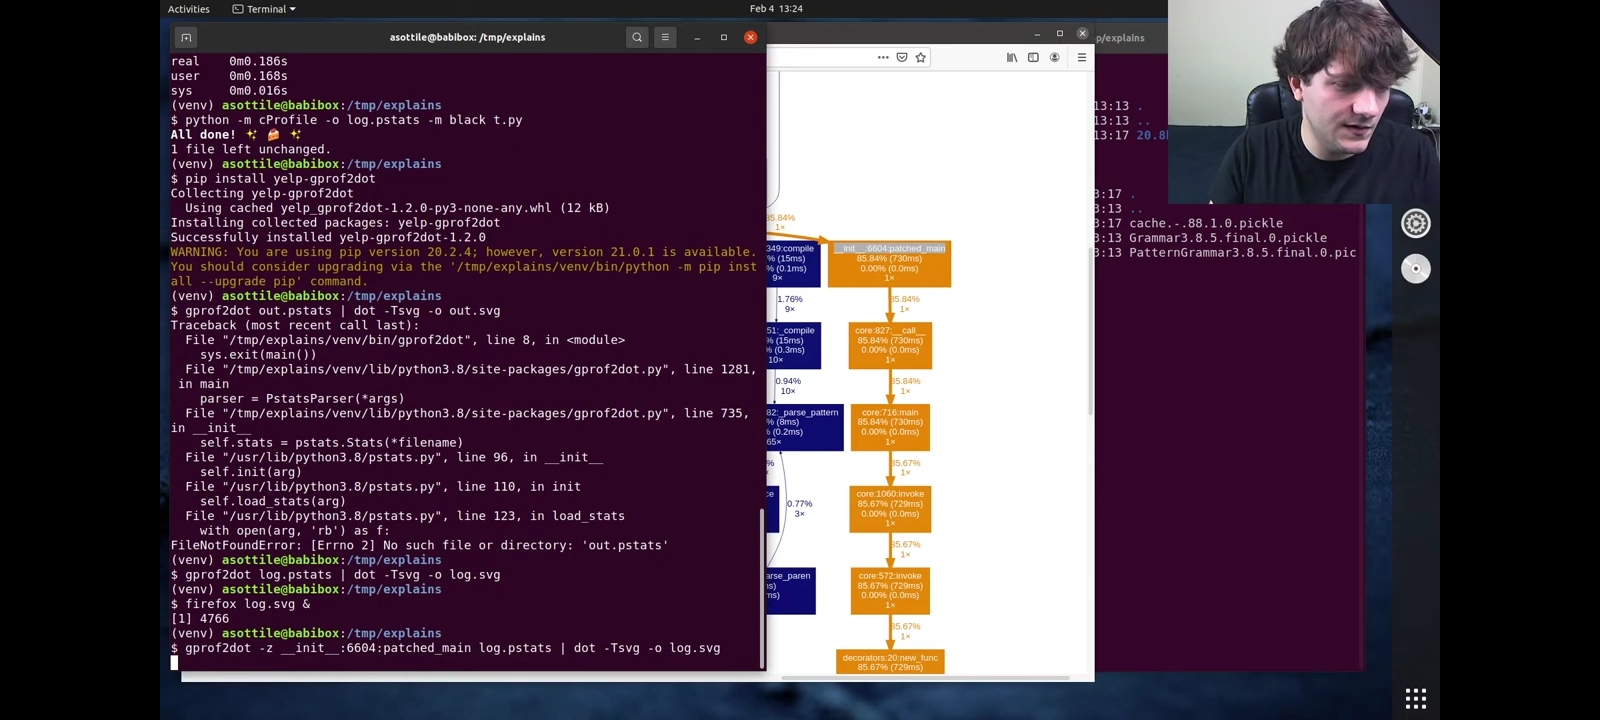 Activities
Terminal
Feb 4 13:24
asottile@babibox: /tmp/explains
real 0m0.186s
user 0m0.168s
sys 0m0.016s
(venv) asottile@babibox:/tmp/explains
$ python -m cProfile -o log.pstats -m black t.py
All done! ✨ 🍰 ✨
1 file left unchanged.
(venv) asottile@babibox:/tmp/explains
$ pip install yelp-gprof2dot
Collecting yelp-gprof2dot
Using cached yelp_gprof2dot-1.2.0-py3-none-any.whl (12 kB)
Installing collected packages: yelp-gprof2dot
Successfully installed yelp-gprof2dot-1.2.0
WARNING: You are using pip version 20.2.4; however, version 21.0.1 is available.
You should consider upgrading via the '/tmp/explains/venv/bin/python -m pip inst
all --upgrade pip' command.
(venv) asottile@babibox:/tmp/explains
$ gprof2dot out.pstats | dot -Tsvg -o out.svg
Traceback (most recent call last):
File "/tmp/explains/venv/bin/gprof2dot", line 8, in <module>
sys.exit(main())
File "/tmp/explains/venv/lib/python3.8/site-packages/gprof2dot.py", line 1281,
in main
parser = PstatsParser(*args)
File "/tmp/explains/venv/lib/python3.8/site-packages/gprof2dot.py", line 735,
in __init__
self.stats = pstats.Stats(*filename)
File "/usr/lib/python3.8/pstats.py", line 96, in __init__
self.init(arg)
File "/usr/lib/python3.8/pstats.py", line 110, in init
self.load_stats(arg)
File "/usr/lib/python3.8/pstats.py", line 123, in load_stats
with open(arg, 'rb') as f:
FileNotFoundError: [Errno 2] No such file or directory: 'out.pstats'
(venv) asottile@babibox:/tmp/explains
$ gprof2dot log.pstats | dot -Tsvg -o log.svg
(venv) asottile@babibox:/tmp/explains
$ firefox log.svg &
[1] 4766
(venv) asottile@babibox:/tmp/explains
$ gprof2dot -z __init__:6604:patched_main log.pstats | dot -Tsvg -o log.svg
85.84%
1×
349:compile
% (15ms)
% (0.1ms)
9×
1.76%
9×
51:_compile
% (15ms)
% (0.3ms)
10×
0.94%
10×
82:_parse_pattern
% (8ms)
% (0.2ms)
65×
0.77%
3×
arse_paren
__init__:6604:patched_main
85.84% (730ms)
0.00% (0.0ms)
1×
85.84%
1×
core:827:__call__
85.84% (730ms)
0.00% (0.0ms)
1×
85.84%
1×
core:716:main
85.84% (730ms)
0.00% (0.0ms)
1×
85.67%
1×
core:1060:invoke
85.67% (729ms)
0.00% (0.0ms)
1×
85.67%
1×
core:572:invoke
85.67% (729ms)
0.00% (0.0ms)
1×
85.67%
1×
decorators:20:new_func
85.67% (729ms)
p/explains
13:13 .
13:13 ..
13:17 20.8
3:17 .
3:13 ..
3:17 cache.-.88.1.0.pickle
3:13 Grammar3.8.5.final.0.pickle
3:13 PatternGrammar3.8.5.final.0.pic